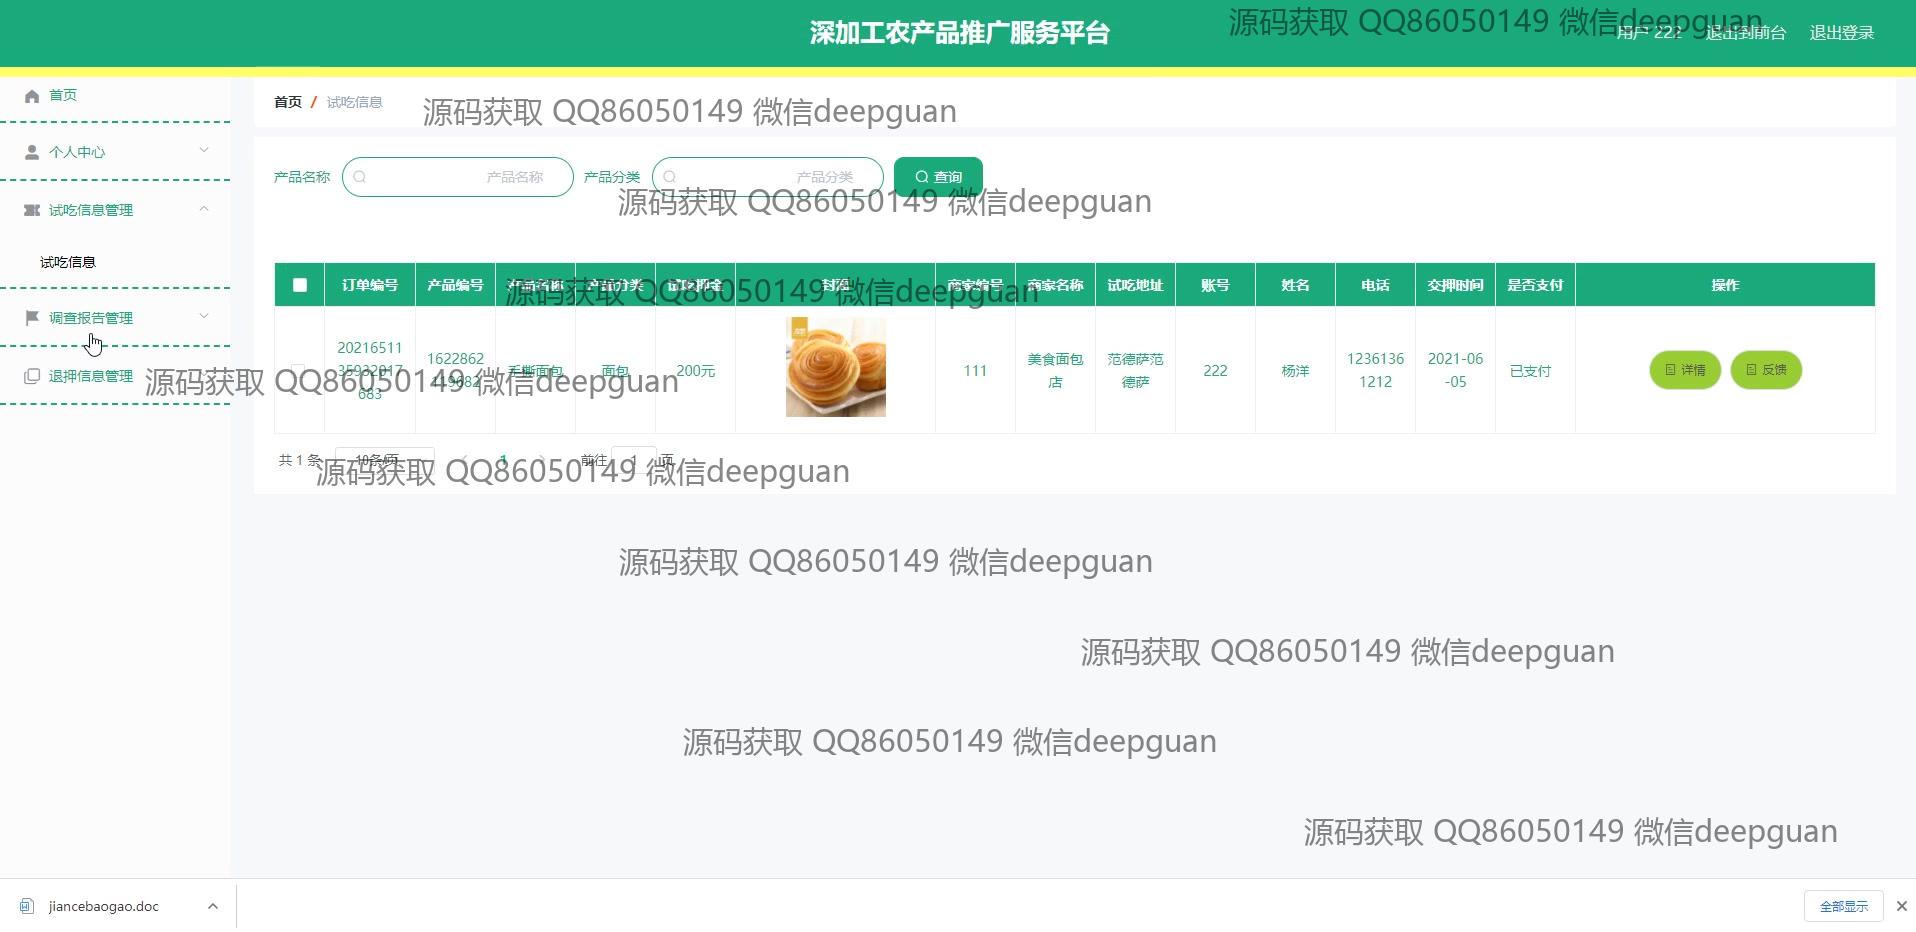 深加工农产品推广服务平台
源码获取 QQ86050149 微信deepguan
用户 222 退出到前台 退出登录
首页
个人中心
试吃信息管理
试吃信息
调查报告管理
退押信息管理
首页 / 试吃信息
源码获取 QQ86050149 微信deepguan
产品名称 产品名称 产品分类 产品分类 查询
源码获取 QQ86050149 微信deepguan
订单编号 产品编号 产品名称 产品分类 试吃押金 封面 商家编号 商家名称 试吃地址 账号 姓名 电话 交押时间 是否支付 操作
源码获取 QQ86050149 微信deepguan
20216511 1622862 手撕面包 面包 200元 111 美食面包 范德萨范 222 杨洋 1236136 2021-06 已支付 详情 反馈
683 店 德萨 1212 -05
源码获取 QQ86050149 微信deepguan
共 1 条 10条/页 1 前往 1 页
源码获取 QQ86050149 微信deepguan
源码获取 QQ86050149 微信deepguan
源码获取 QQ86050149 微信deepguan
源码获取 QQ86050149 微信deepguan
源码获取 QQ86050149 微信deepguan
jiancebaogao.doc
全部显示